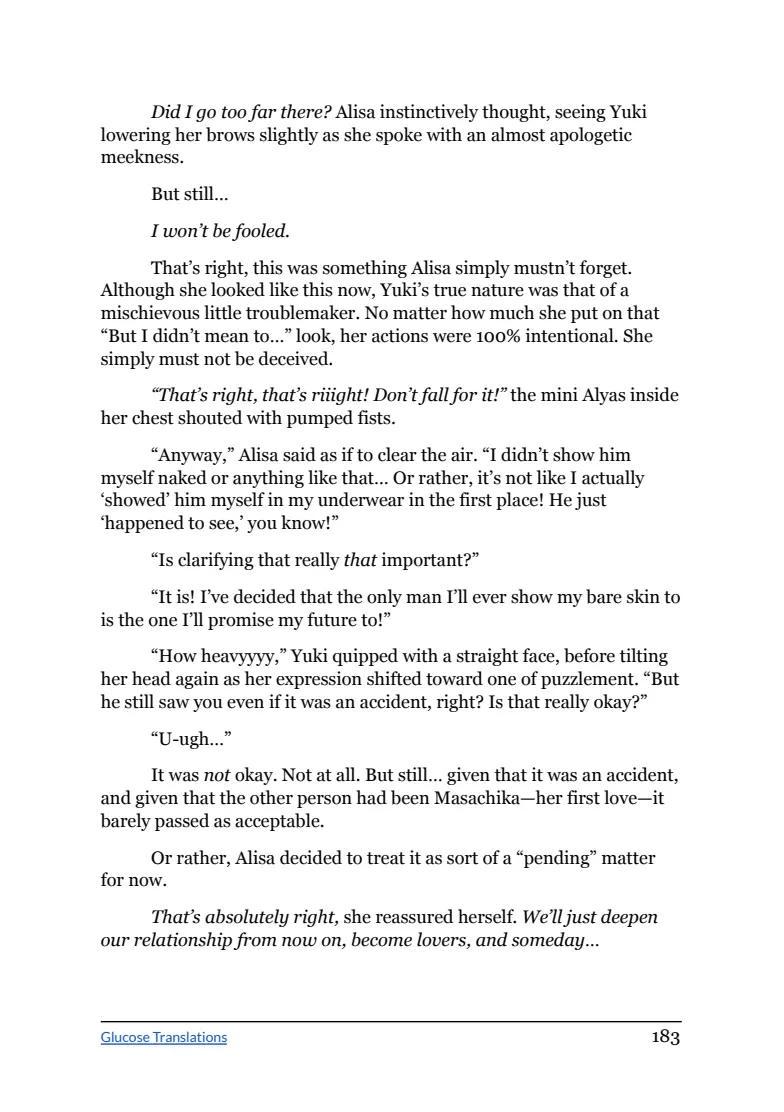 Did I go too far there? Alisa instinctively thought, seeing Yuki
lowering her brows slightly as she spoke with an almost apologetic
meekness.
But still…
I won’t be fooled.
That’s right, this was something Alisa simply mustn’t forget.
Although she looked like this now, Yuki’s true nature was that of a
mischievous little troublemaker. No matter how much she put on that
“But I didn’t mean to…” look, her actions were 100% intentional. She
simply must not be deceived.
“That’s right, that’s riiight! Don’t fall for it!” the mini Alyas inside
her chest shouted with pumped fists.
“Anyway,” Alisa said as if to clear the air. “I didn’t show him
myself naked or anything like that… Or rather, it’s not like I actually
‘showed’ him myself in my underwear in the first place! He just
‘happened to see,’ you know!”
“Is clarifying that really that important?”
“It is! I’ve decided that the only man I’ll ever show my bare skin to
is the one I’ll promise my future to!”
“How heavyyyy,” Yuki quipped with a straight face, before tilting
her head again as her expression shifted toward one of puzzlement. “But
he still saw you even if it was an accident, right? Is that really okay?”
“U-ugh…”
It was not okay. Not at all. But still… given that it was an accident,
and given that the other person had been Masachika—her first love—it
barely passed as acceptable.
Or rather, Alisa decided to treat it as sort of a “pending” matter
for now.
That’s absolutely right, she reassured herself. We’ll just deepen
our relationship from now on, become lovers, and someday…
Glucose Translations
183